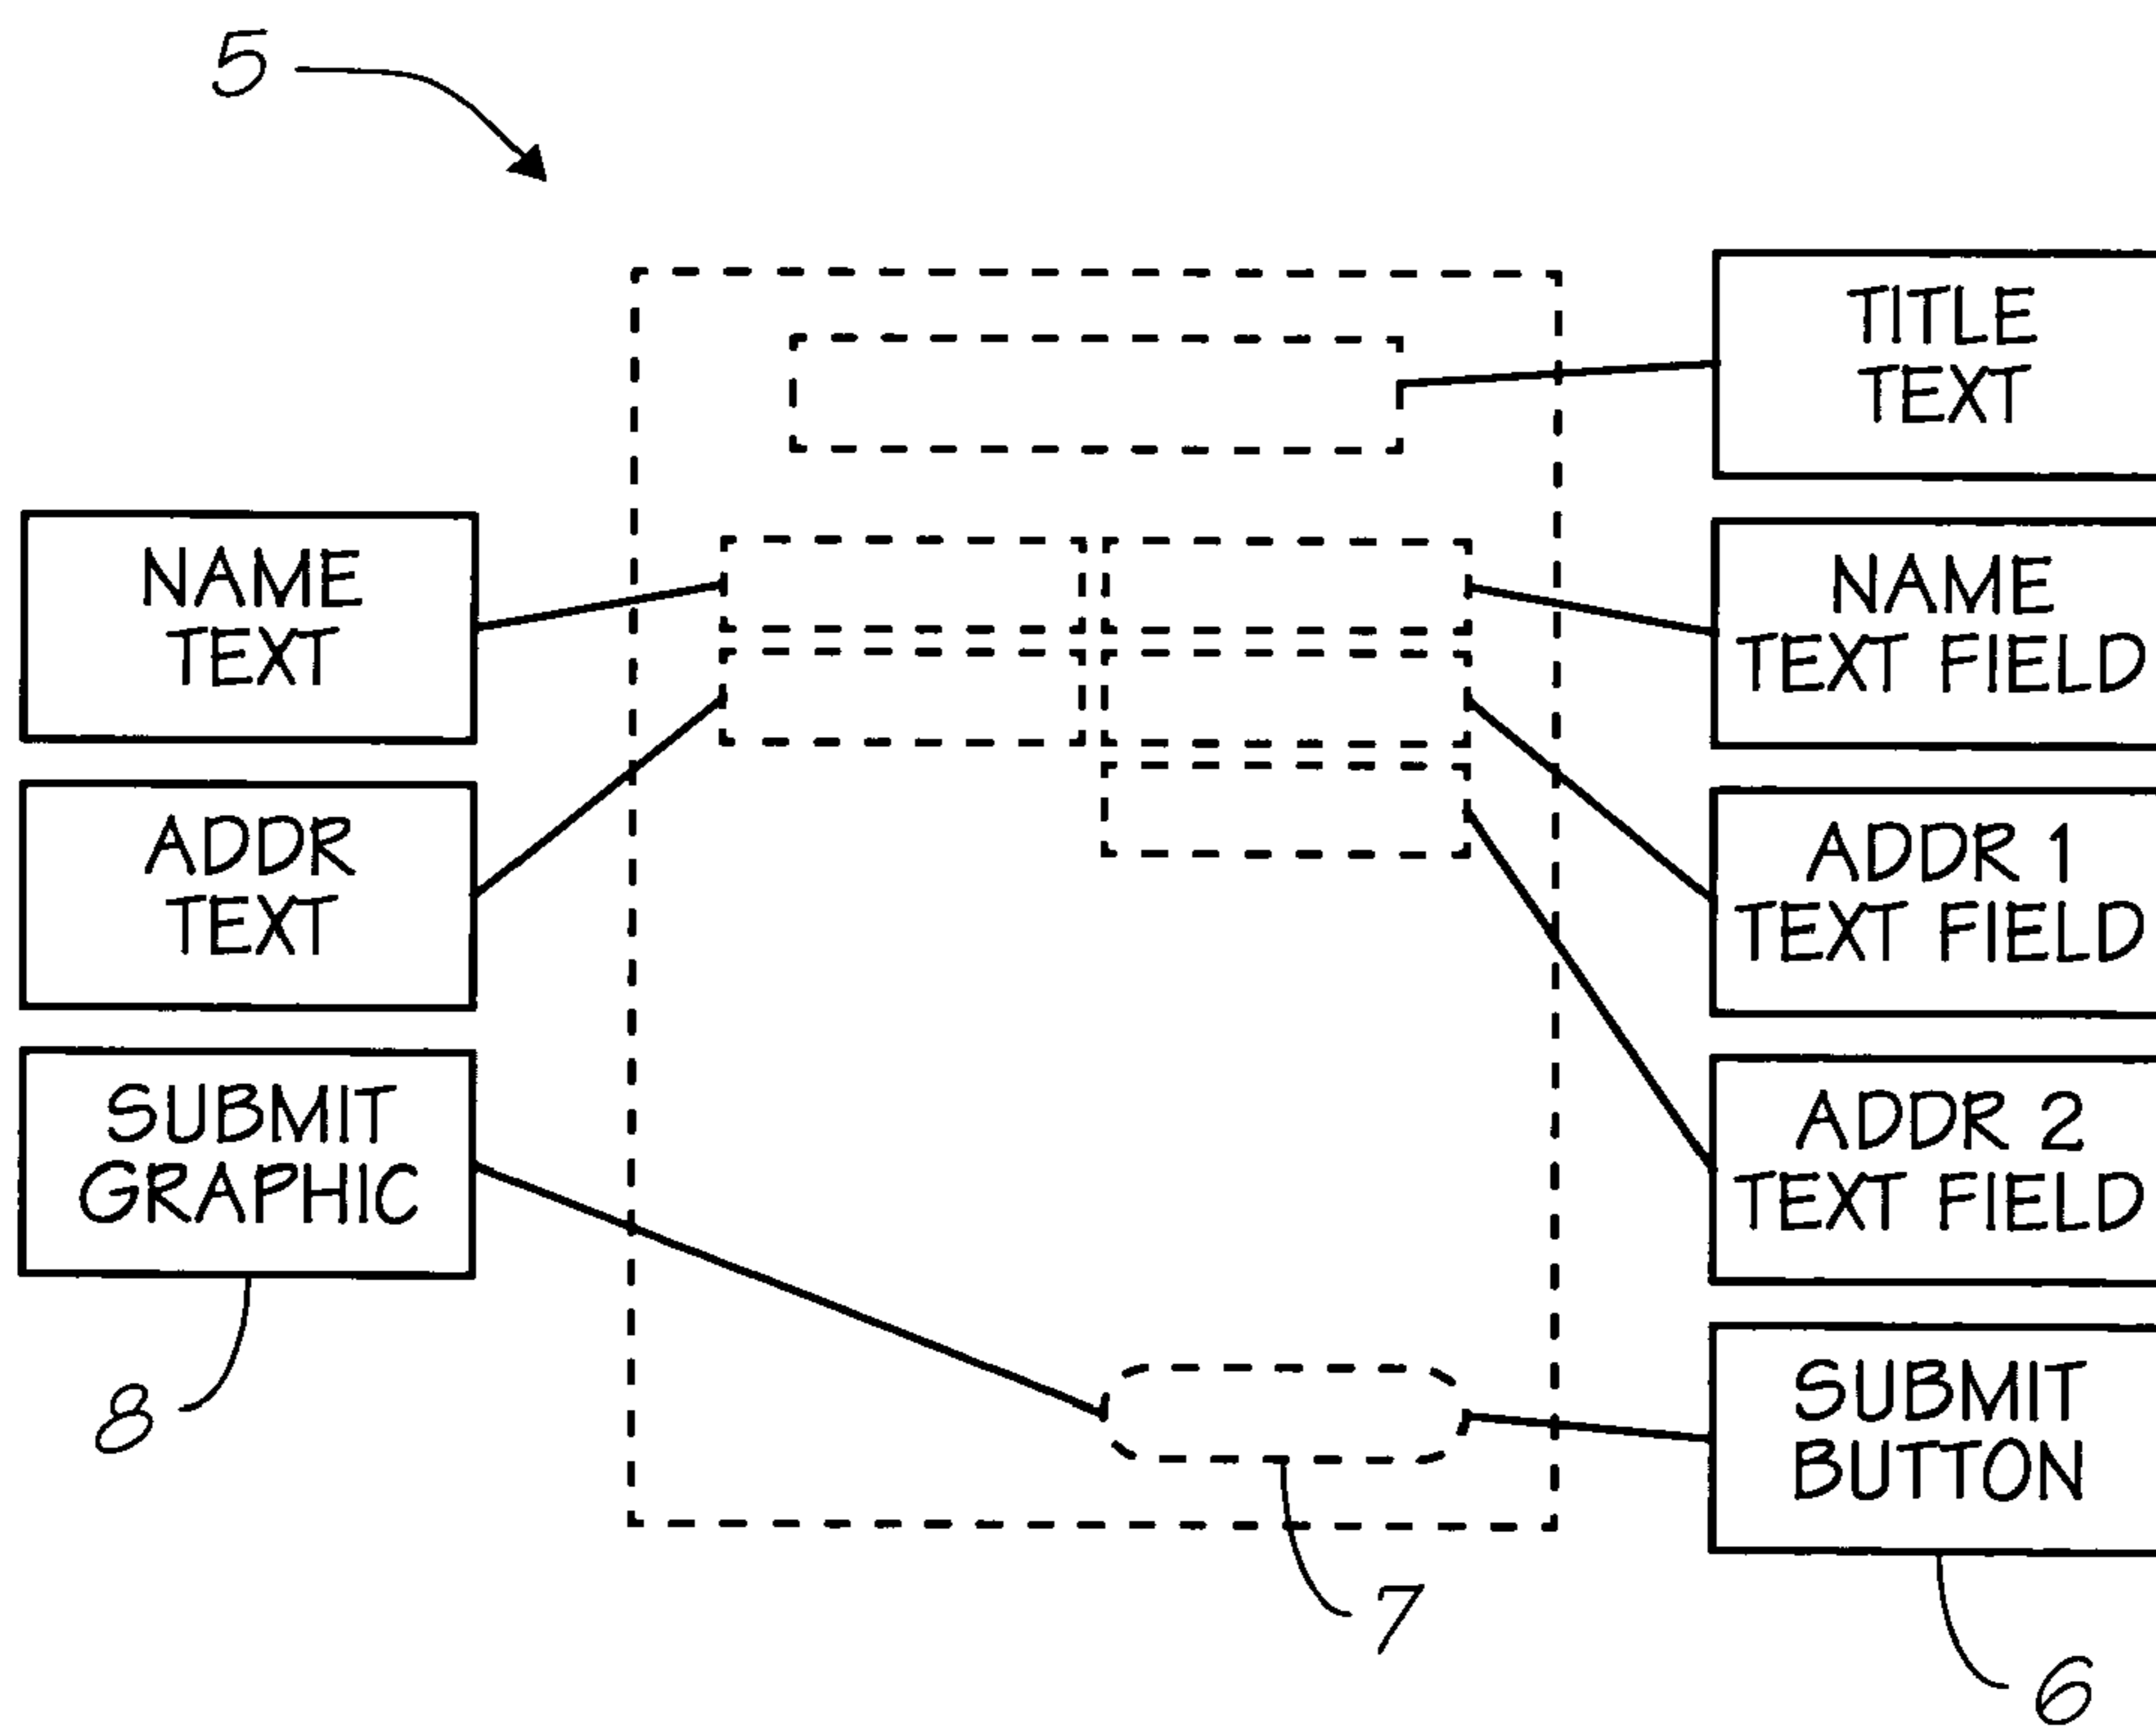 5
TITLE
TEXT
NAME
TEXT
NAME
TEXT FIELD
ADDR
TEXT
ADDR 1
TEXT FIELD
SUBMIT
GRAPHIC
ADDR 2
TEXT FIELD
SUBMIT
BUTTON
8
7
6